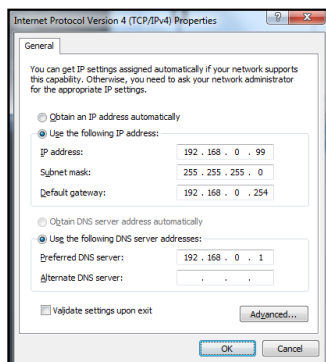 Internet Protocol Version 4 (TCP/IPv4) Properties
General
You can get IP settings assigned automatically if your network supports
this capability. Otherwise, you need to ask your network administrator
for the appropriate IP settings.
Obtain an IP address automatically
Use the following IP address:
IP address: 192 . 168 . 0 . 99
Subnet mask: 255 . 255 . 255 . 0
Default gateway: 192 . 168 . 0 . 254
Obtain DNS server address automatically
Use the following DNS server addresses:
Preferred DNS server: 192 . 168 . 0 . 1
Alternate DNS server: . . .
Validate settings upon exit
Advanced...
OK Cancel